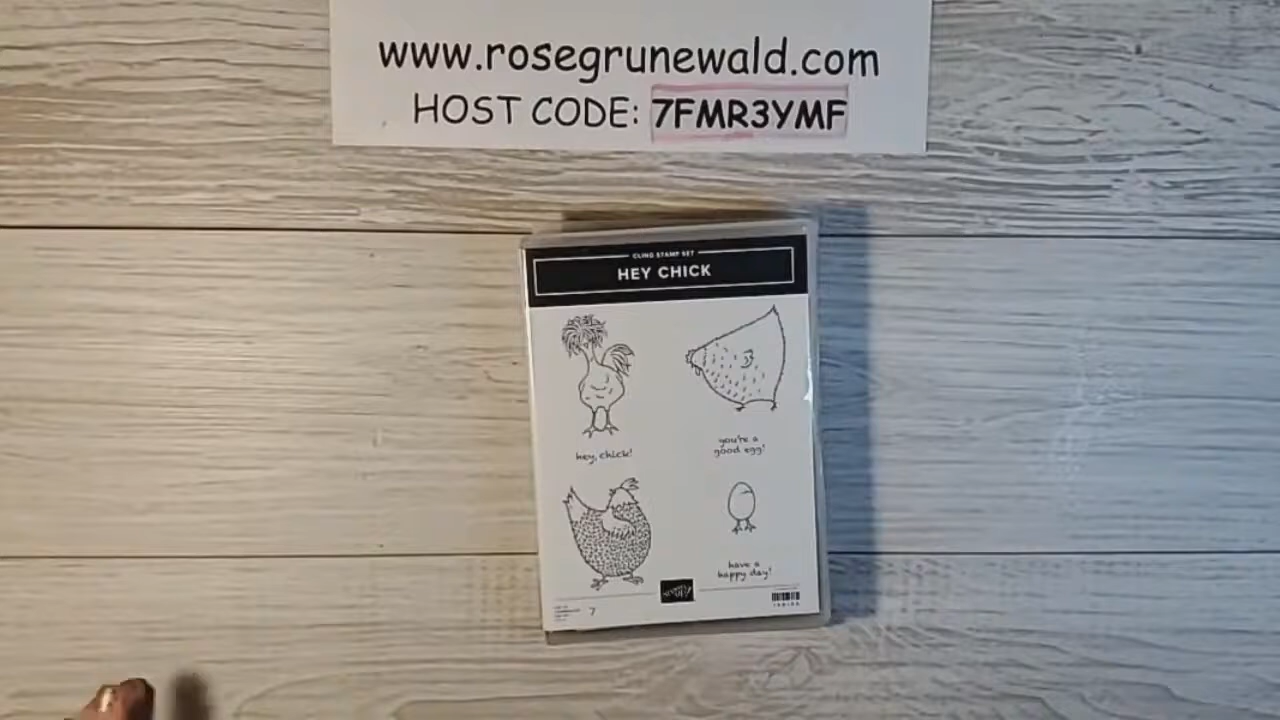 www.rosegrunewald.com
HOST CODE: 7FMR3YMF
CLING STAMP SET
HEY CHICK
hey, chick!
you're a
good egg!
have a
happy day!
7